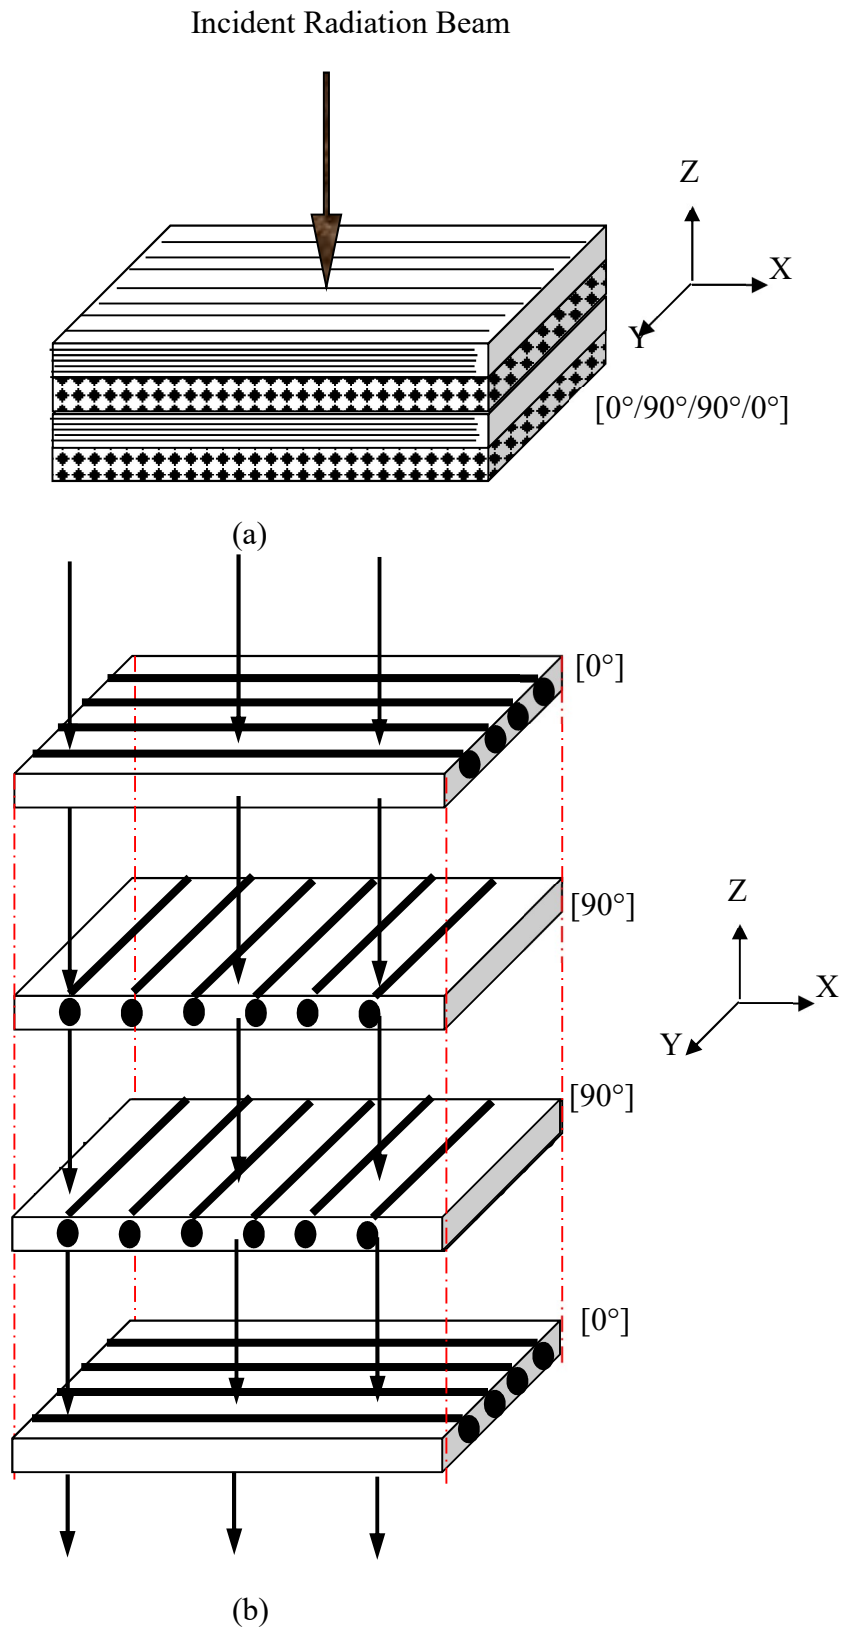 Incident Radiation Beam
Z
X
Y
[0°/90°/90°/0°]
(a)
[0°]
[90°]
Z
X
Y
[90°]
[0°]
(b)